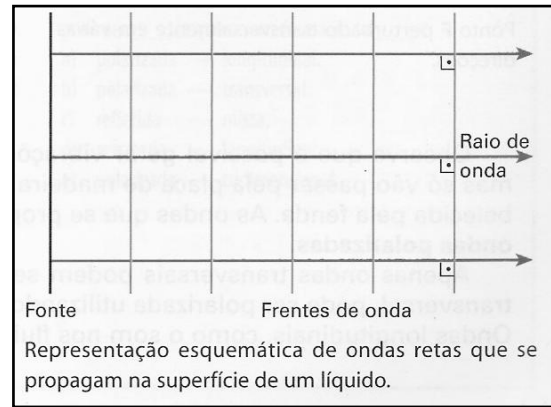 Raio de
onda
Fonte
Frentes de onda
Representação esquemática de ondas retas que se
propagam na superfície de um líquido.